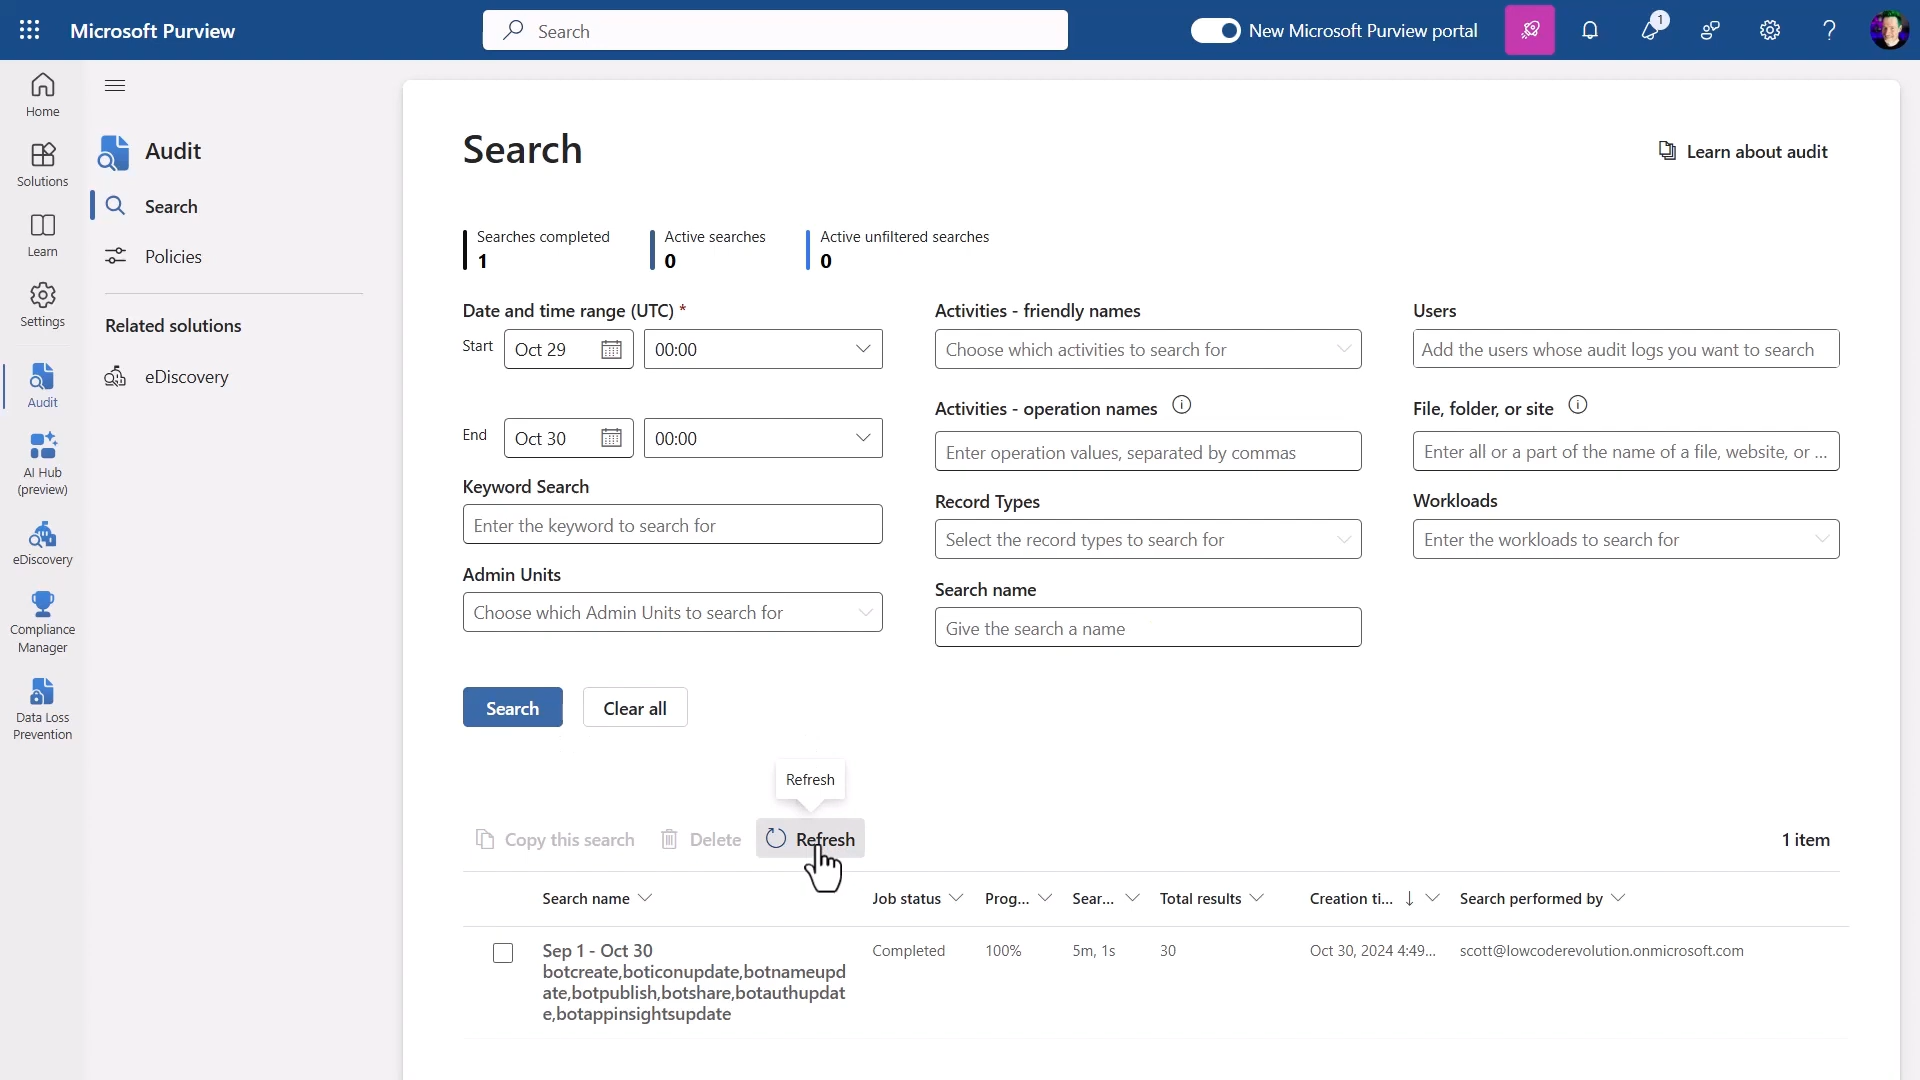 Microsoft Purview
Search
New Microsoft Purview portal
1
Home
Solutions
Learn
Settings
Audit
AI Hub
(preview)
eDiscovery
Compliance
Manager
Data Loss
Prevention
Audit
Search
Policies
Related solutions
eDiscovery
Search
Learn about audit
Searches completed
1
Active searches
0
Active unfiltered searches
0
Date and time range (UTC) *
Start
Oct 29
00:00
End
Oct 30
00:00
Keyword Search
Enter the keyword to search for
Admin Units
Choose which Admin Units to search for
Activities - friendly names
Choose which activities to search for
Activities - operation names
Enter operation values, separated by commas
Record Types
Select the record types to search for
Search name
Give the search a name
Users
Add the users whose audit logs you want to search
File, folder, or site
Enter all or a part of the name of a file, website, or ...
Workloads
Enter the workloads to search for
Search
Clear all
Refresh
Copy this search
Delete
Refresh
1 item
Search name
Job status
Prog...
Sear...
Total results
Creation ti...
Search performed by
Sep 1 - Oct 30
botcreate,boticonupdate,botnameupd
ate,botpublish,botshare,botauthupdat
e,botappinsightsupdate
Completed
100%
5m, 1s
30
Oct 30, 2024 4:49...
scott@lowcoderevolution.onmicrosoft.com